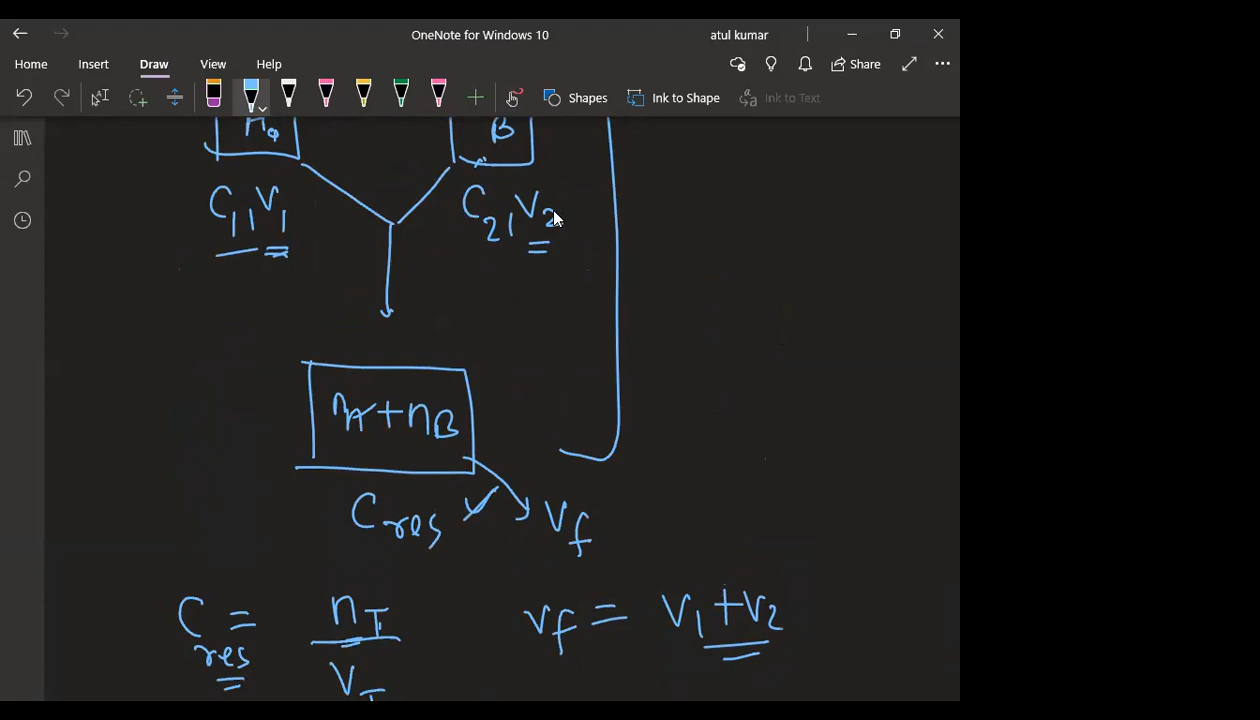 OneNote for Windows 10
atul kumar
Home Insert Draw View Help
Share
Shapes
Ink to Shape
Ink to Text
B
C₁, V₁
C₂, V₂
nA + nB
Cres
Vf
Cres = nT / VT
Vf = V₁ + V₂